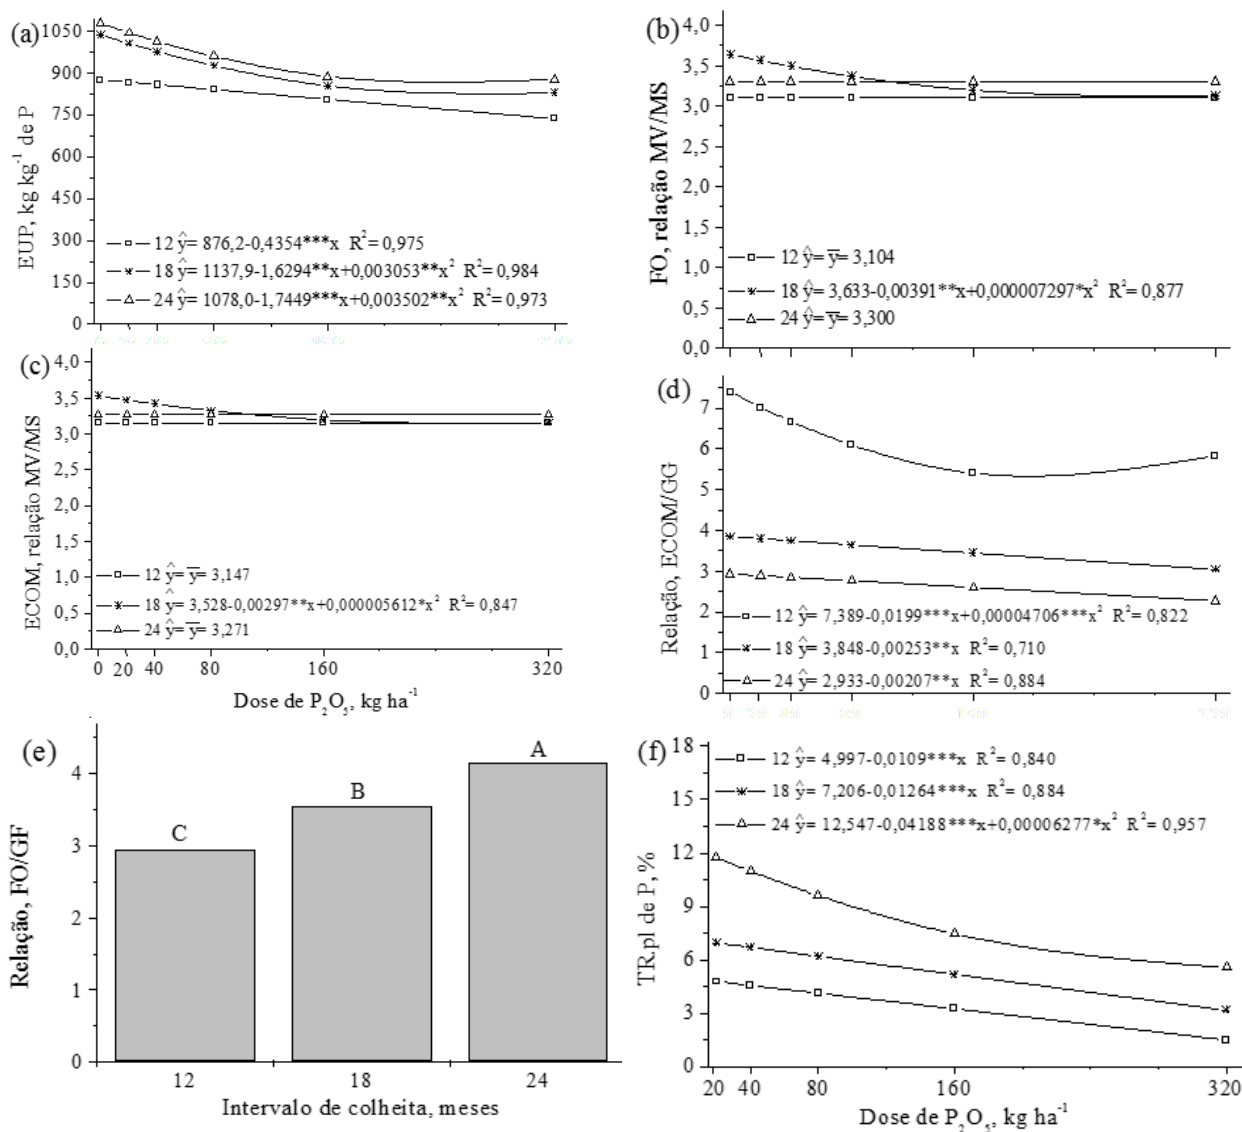 (a)
1050
900
750
600
450
300
150
0
EUP, kg kg⁻¹ de P
12 ŷ= 876,2-0,4354***x R²= 0,975
18 ŷ= 1137,9-1,6294**x+0,003053**x² R²= 0,984
24 ŷ= 1078,0-1,7449***x+0,003502**x² R²= 0,973
(b)
4,0
3,5
3,0
2,5
2,0
1,5
1,0
0,5
0,0
FO, relação MV/MS
12 ŷ= y̅= 3,104
18 ŷ= 3,633-0,00391**x+0,000007297*x² R²= 0,877
24 ŷ= y̅= 3,300
(c)
4,0
3,5
3,0
2,5
2,0
1,5
1,0
0,5
0,0
ECOM, relação MV/MS
12 ŷ= y̅= 3,147
18 ŷ= 3,528-0,00297**x+0,000005612*x² R²= 0,847
24 ŷ= y̅= 3,271
0 20 40 80 160 320
Dose de P₂O₅, kg ha⁻¹
(d)
7
6
5
4
3
2
1
0
Relação, ECOM/GG
12 ŷ= 7,389-0,0199***x+0,00004706***x² R²= 0,822
18 ŷ= 3,848-0,00253**x R²= 0,710
24 ŷ= 2,933-0,00207**x R²= 0,884
(e)
4
3
2
1
0
Relação, FO/GF
C
B
A
12 18 24
Intervalo de colheita, meses
(f)
18
15
12
9
6
3
0
TR.pl de P, %
12 ŷ= 4,997-0,0109***x R²= 0,840
18 ŷ= 7,206-0,01264***x R²= 0,884
24 ŷ= 12,547-0,04188***x+0,00006277*x² R²= 0,957
20 40 80 160 320
Dose de P₂O₅, kg ha⁻¹